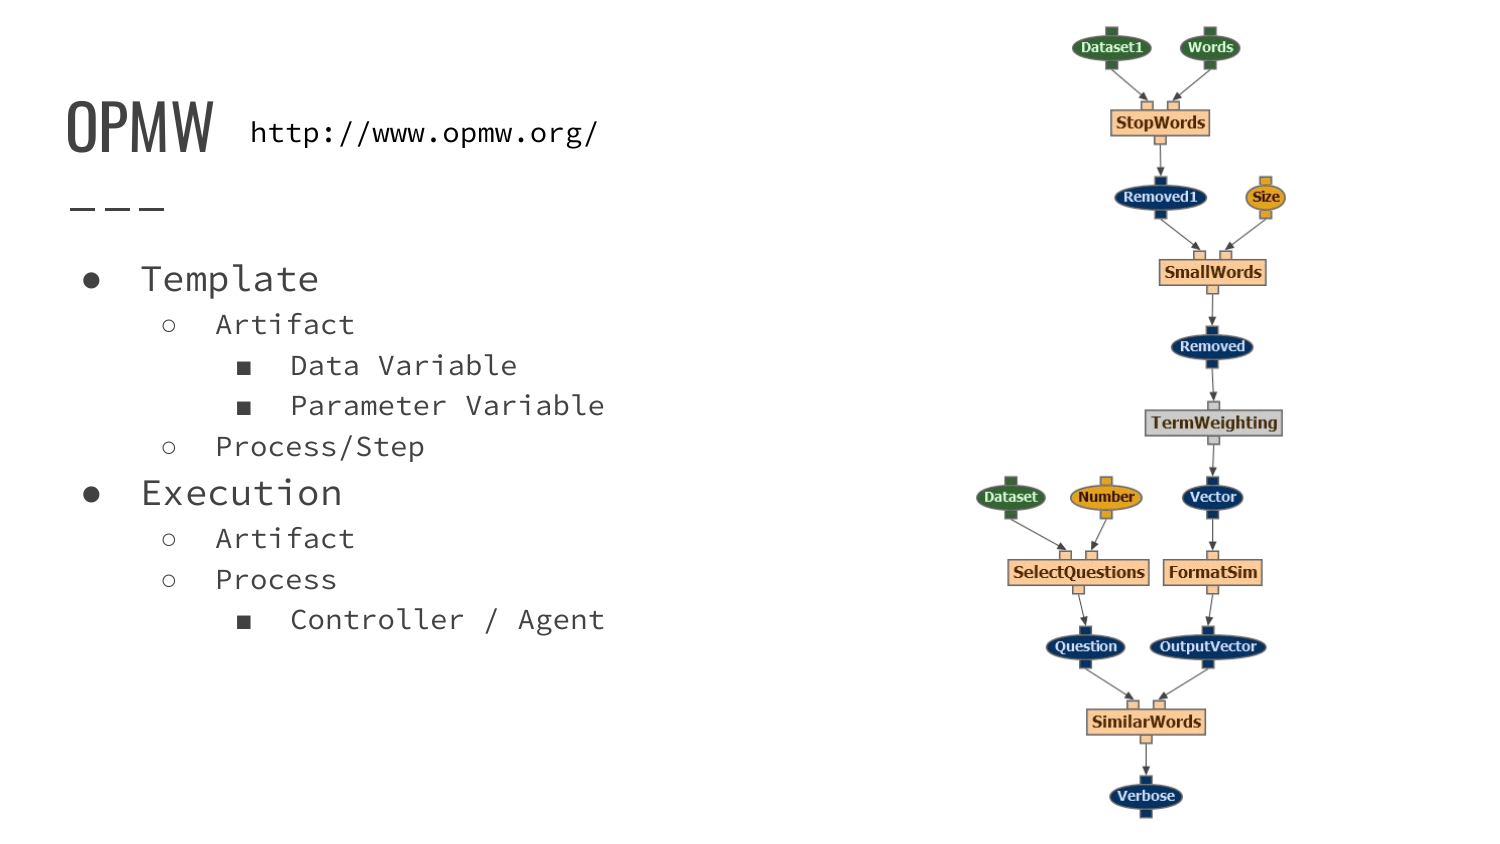 OPMW http://www.opmw.org/
● Template
○ Artifact
■ Data Variable
■ Parameter Variable
○ Process/Step
● Execution
○ Artifact
○ Process
■ Controller / Agent
Dataset1 Words
StopWords
Removed1 Size
SmallWords
Removed
TermWeighting
Dataset Number Vector
SelectQuestions FormatSim
Question OutputVector
SimilarWords
Verbose